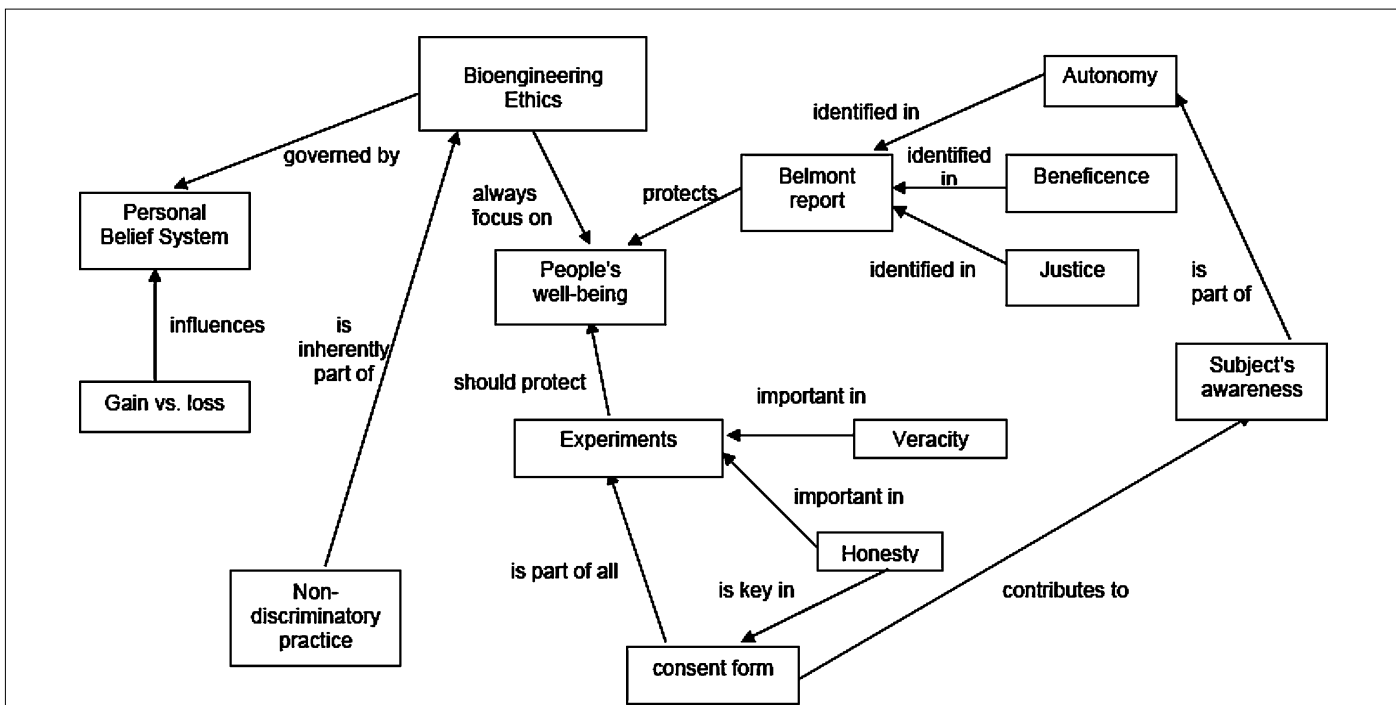 Bioengineering
Ethics
Autonomy
identified in
governed by
identified
in
Belmont
report
Beneficence
always
focus on
protects
Personal
Belief System
People's
well-being
identified in
Justice
is
part of
influences
is
inherently
part of
Subject's
awareness
should protect
Gain vs. loss
important in
Experiments
Veracity
important in
Honesty
is part of all
is key in
contributes to
Non-
discriminatory
practice
consent form